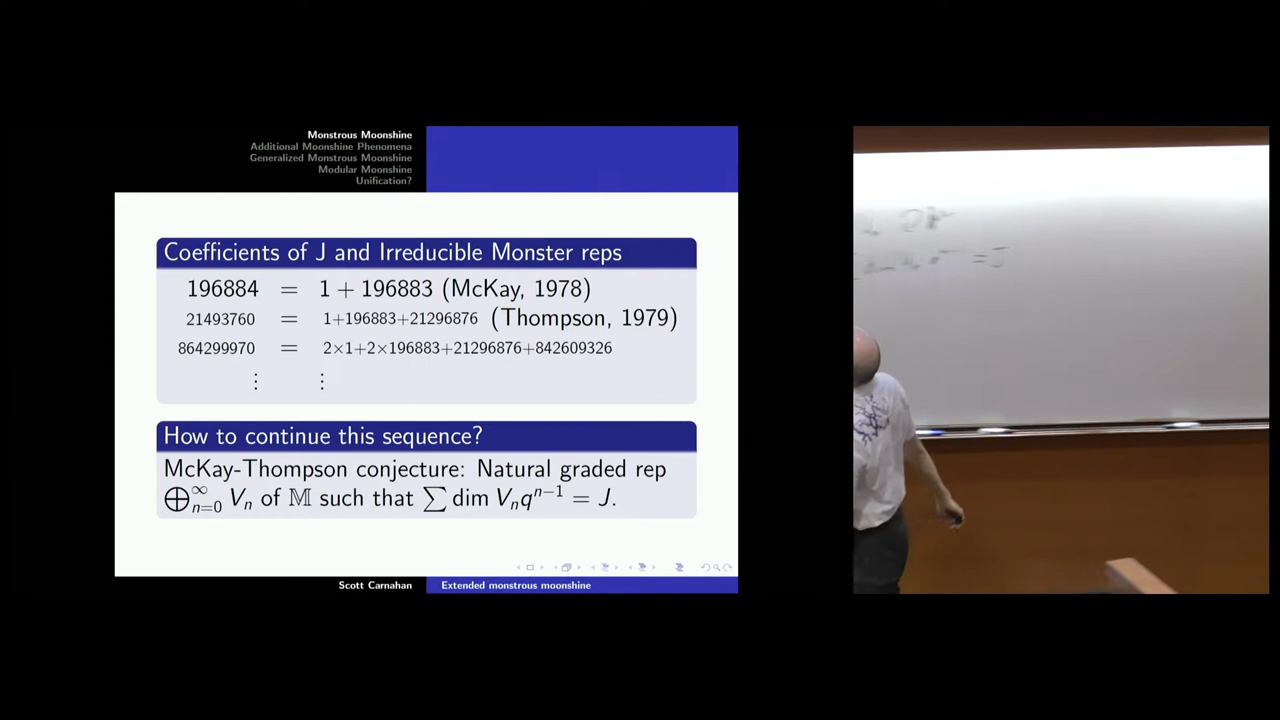 Monstrous Moonshine
Additional Moonshine Phenomena
Generalized Monstrous Moonshine
Modular Moonshine
Unification?
Coefficients of J and Irreducible Monster reps
196884 = 1 + 196883 (McKay, 1978)
21493760 = 1+196883+21296876 (Thompson, 1979)
864299970 = 2×1+2×196883+21296876+842609326
⋮ ⋮
How to continue this sequence?
McKay-Thompson conjecture: Natural graded rep
⊕_{n=0}^∞ V_n of 𝕄 such that ∑ dim V_n q^{n−1} = J.
Scott Carnahan Extended monstrous moonshine